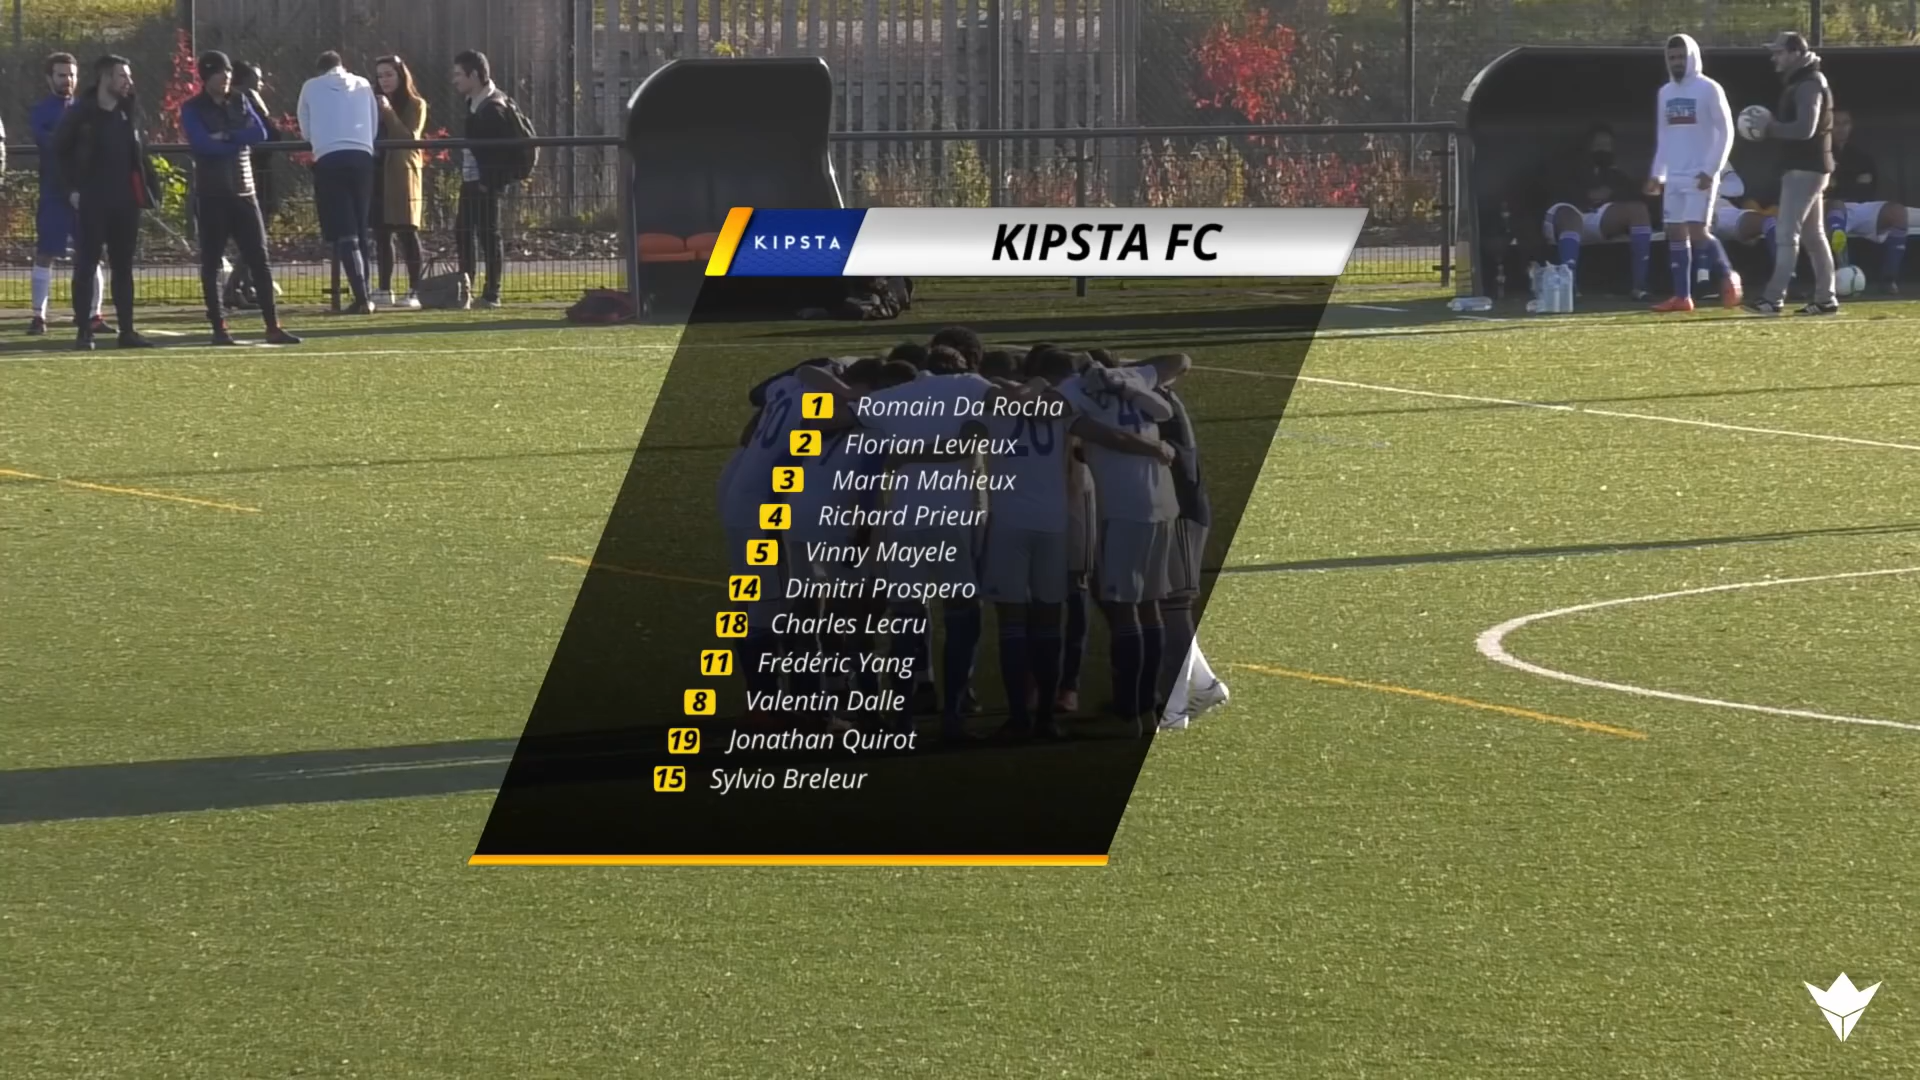 KIPSTA KIPSTA FC
1 Romain Da Rocha
2 Florian Levieux
3 Martin Mahieux
4 Richard Prieur
5 Vinny Mayele
14 Dimitri Prospero
18 Charles Lecru
11 Frédéric Yang
8 Valentin Dalle
19 Jonathan Quirot
15 Sylvio Breleur